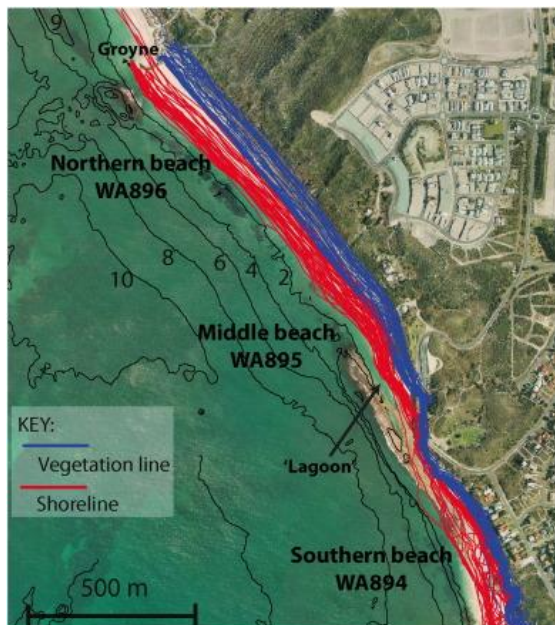 9
Groyne
Northern beach
WA896
10
8
6
4
2
Middle beach
WA895
KEY:
Vegetation line
Shoreline
'Lagoon'
Southern beach
WA894
500 m